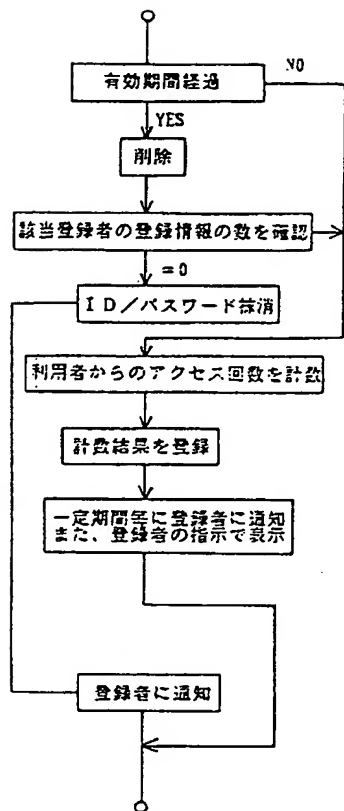 有効期間経過
NO
YES
削除
該当登録者の登録情報の数を確認
=0
ID/パスワード抹消
利用者からのアクセス回数を計数
計数結果を登録
一定期間毎に登録者に通知
また、登録者の指示で表示
登録者に通知